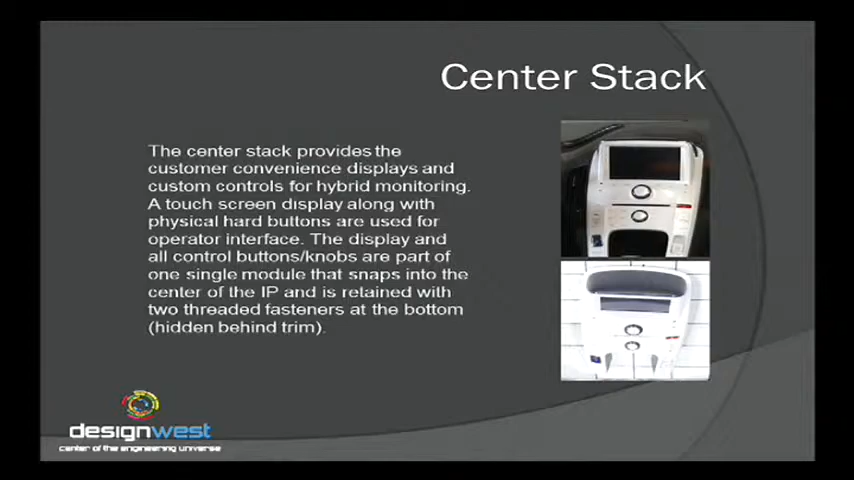 Center Stack
The center stack provides the
customer convenience displays and
custom controls for hybrid monitoring.
A touch screen display along with
physical hard buttons are used for
operator interface. The display and
all control buttons/knobs are part of
one single module that snaps into the
center of the IP and is retained with
two threaded fasteners at the bottom
(hidden behind trim).
designwest
center of the engineering universe